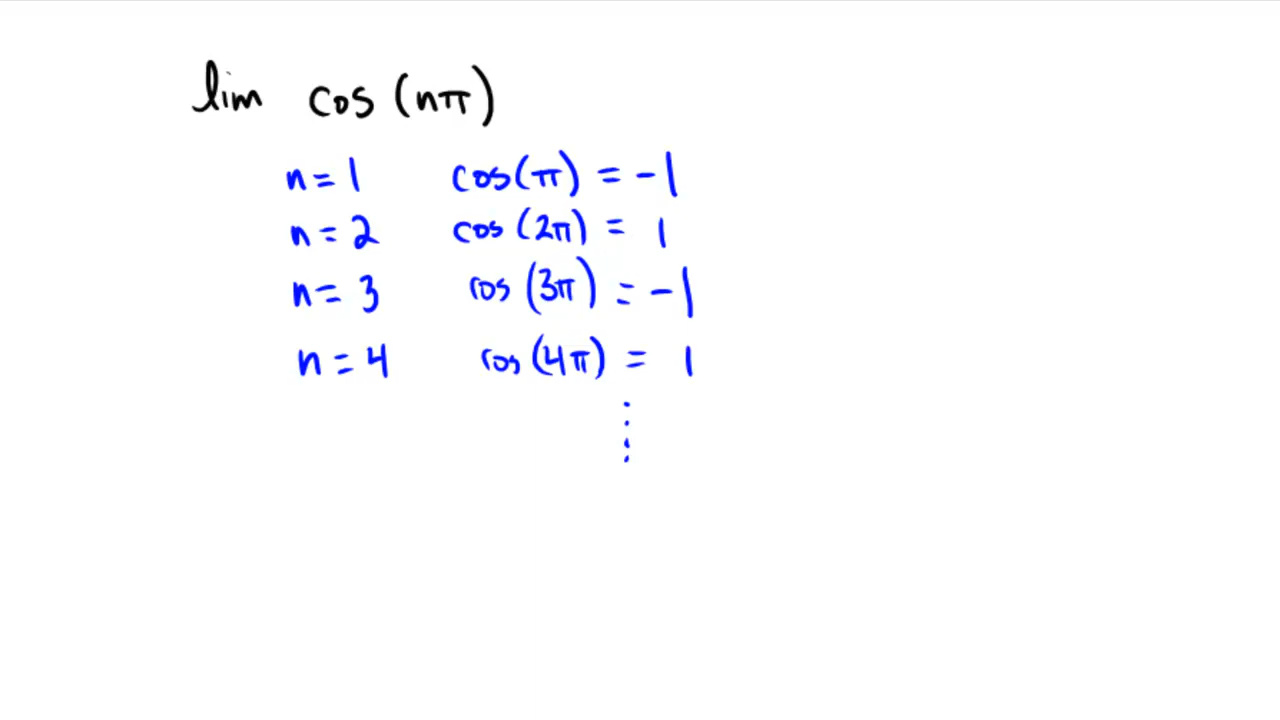 lim cos (nπ)
n = 1 cos(π) = -1
n = 2 cos (2π) = 1
n = 3 cos (3π) = -1
n = 4 cos (4π) = 1